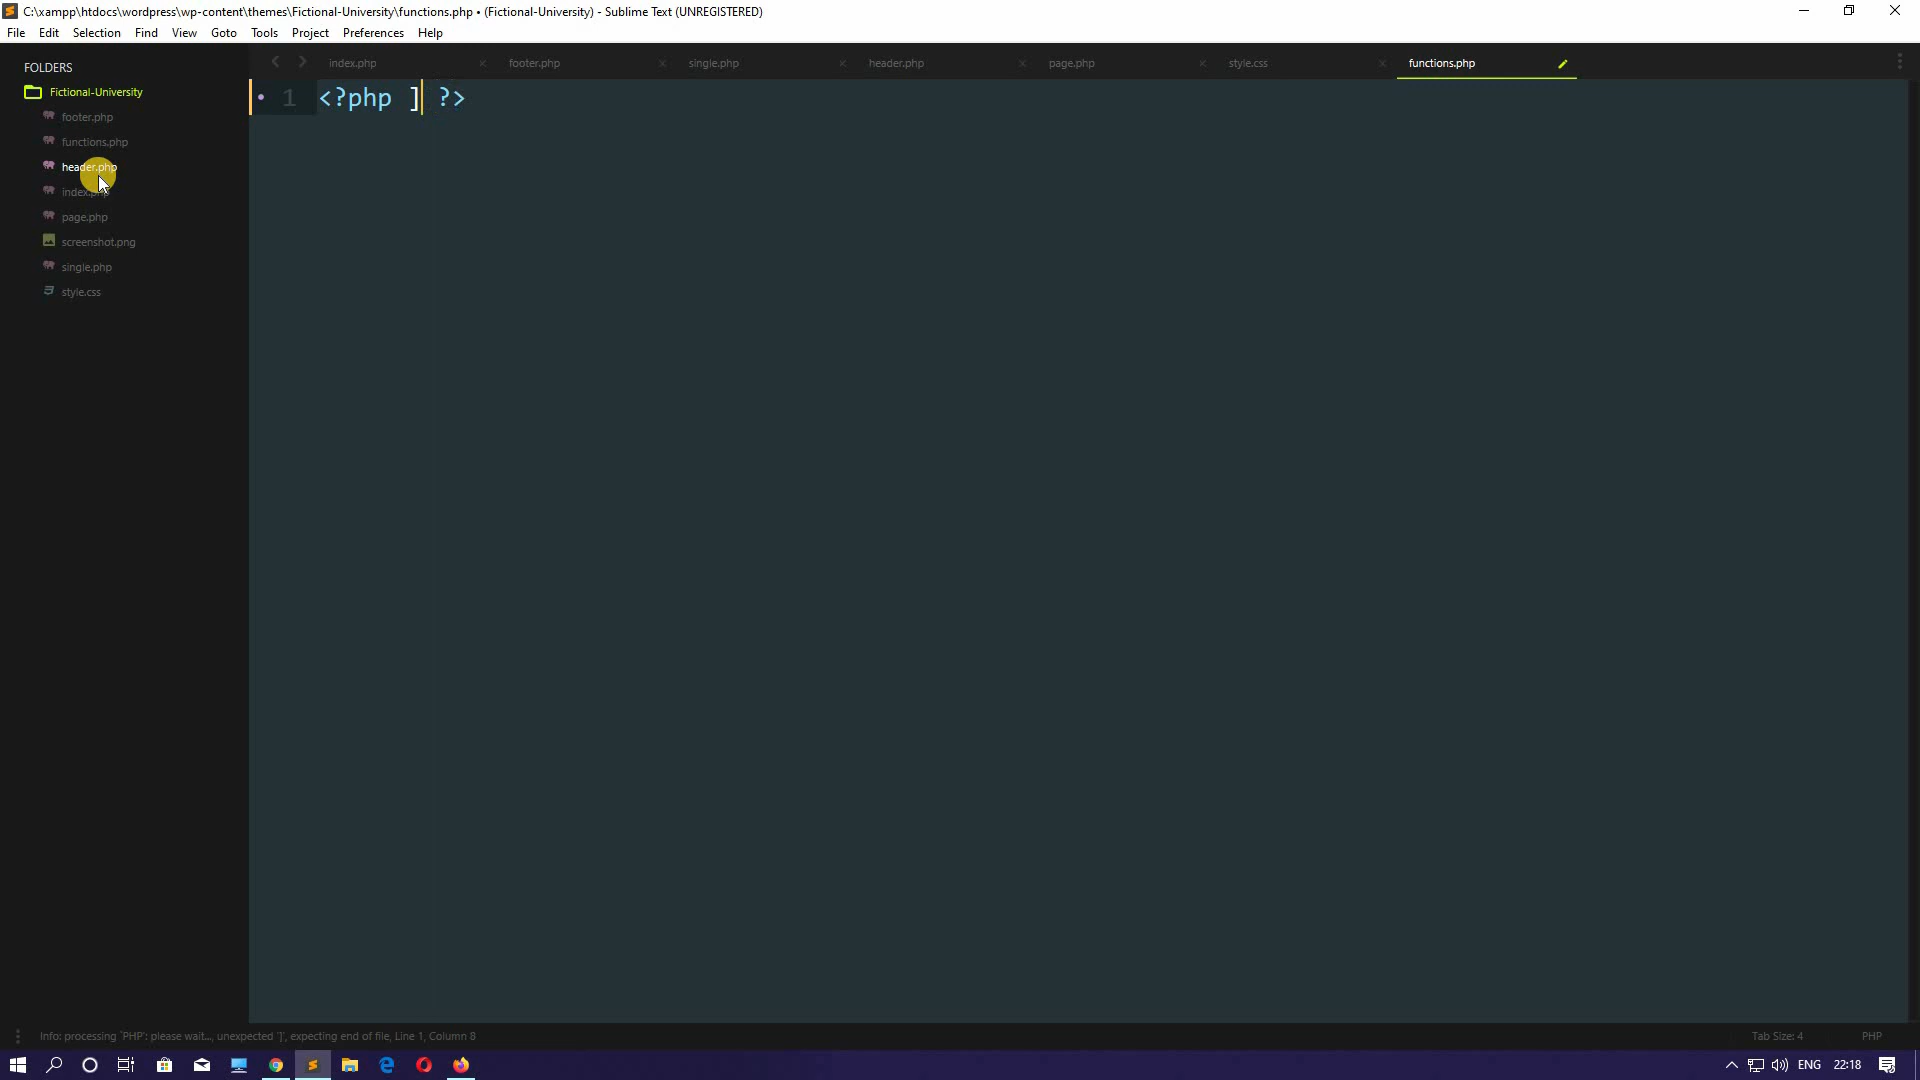 C:\xampp\htdocs\wordpress\wp-content\themes\Fictional-University\functions.php • (Fictional-University) - Sublime Text (UNREGISTERED)
File Edit Selection Find View Goto Tools Project Preferences Help
FOLDERS
Fictional-University
footer.php
functions.php
header.php
index.php
page.php
screenshot.png
single.php
style.css
index.php footer.php single.php header.php page.php style.css functions.php
1 <?php ] ?>
Info: processing `PHP': please wait..., unexpected ']', expecting end of file, Line 1, Column 8
Tab Size: 4 PHP
ENG 22:18